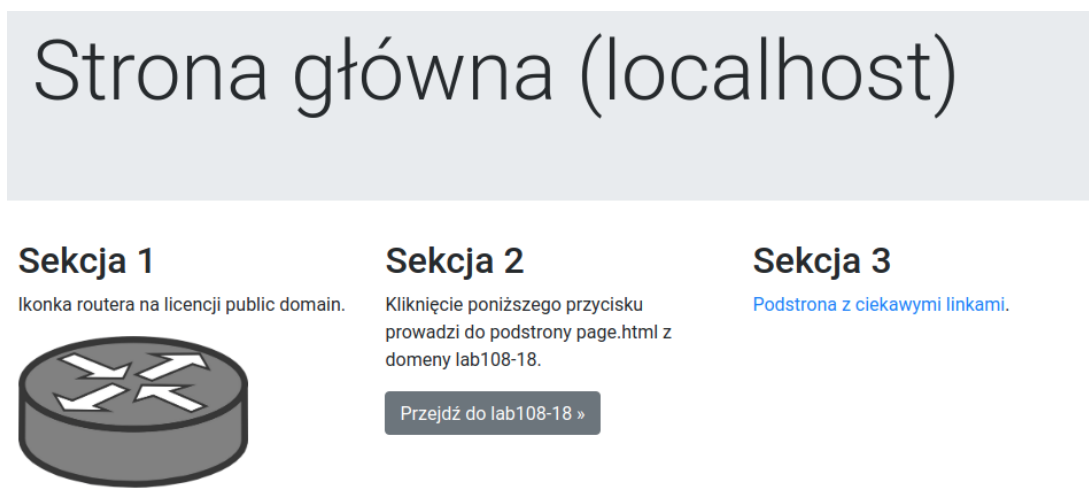 Strona główna (localhost)
Sekcja 1
Ikonka routera na licencji public domain.
Sekcja 2
Kliknięcie poniższego przycisku
prowadzi do podstrony page.html z
domeny lab108-18.
Przejdź do lab108-18 »
Sekcja 3
Podstrona z ciekawymi linkami.